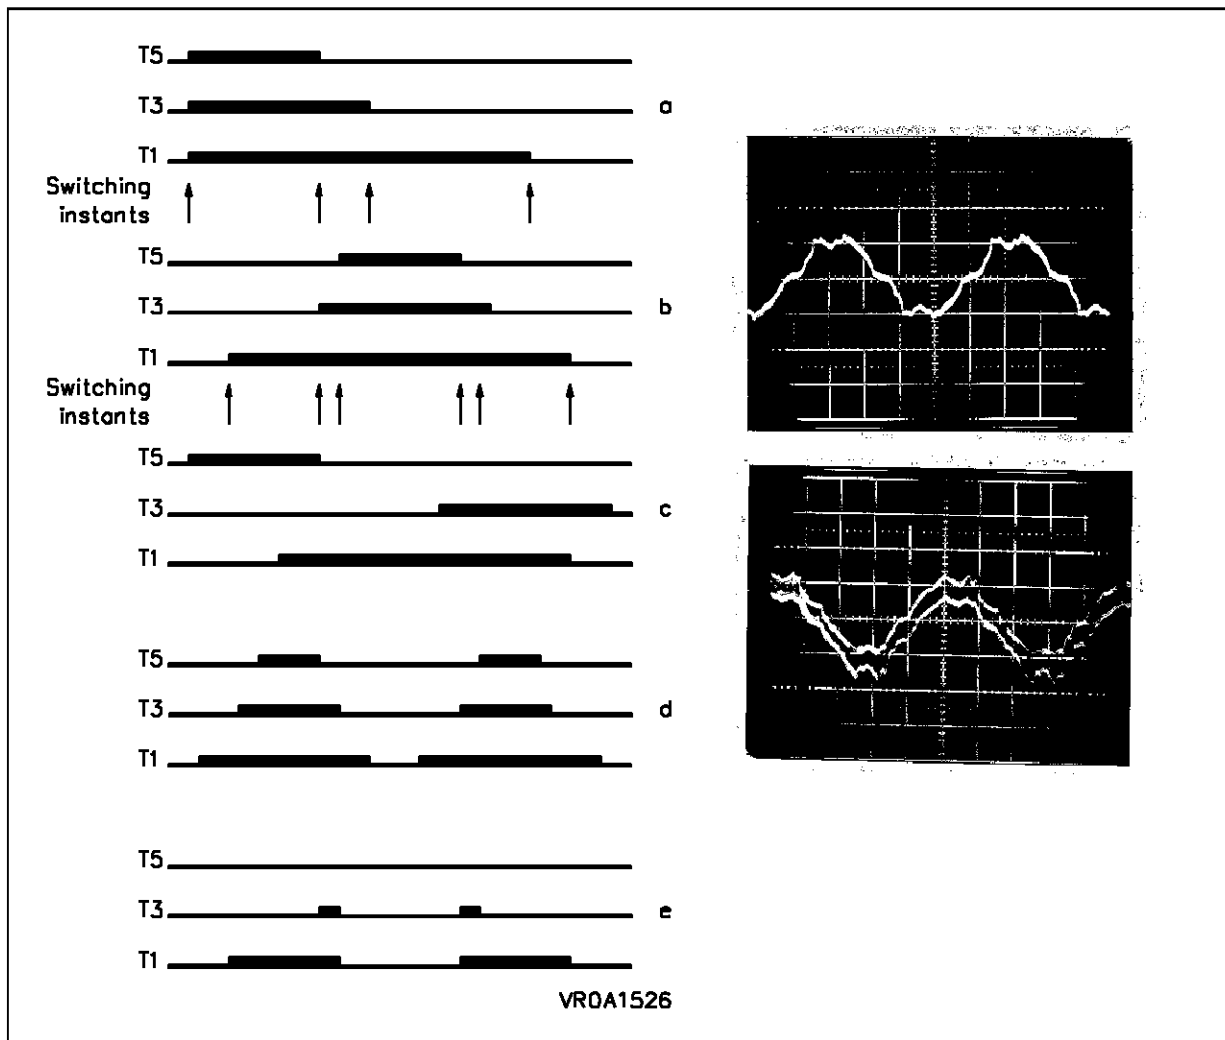 T5
T3 a
T1
Switching
instants
T5
T3 b
T1
Switching
instants
T5
T3 c
T1
T5
T3 d
T1
T5
T3 e
T1
VR0A1526